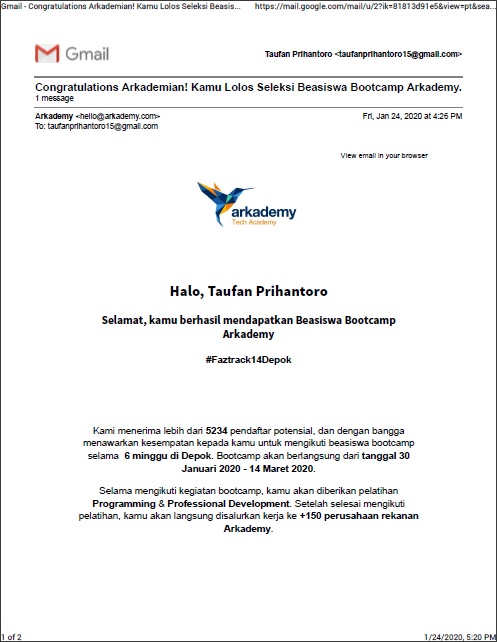 Gmail - Congratulations Arkademian! Kamu Lolos Seleksi Beasis... https://mail.google.com/mail/u/2?ik=81813d91e5&view=pt&sea...
Gmail Taufan Prihantoro <taufanprihantoro15@gmail.com>
Congratulations Arkademian! Kamu Lolos Seleksi Beasiswa Bootcamp Arkademy.
1 message
Arkademy <hello@arkademy.com> Fri, Jan 24, 2020 at 4:26 PM
To: taufanprihantoro15@gmail.com
View email in your browser
arkademy
Tech Academy
Halo, Taufan Prihantoro
Selamat, kamu berhasil mendapatkan Beasiswa Bootcamp
Arkademy
#Faztrack14Depok
Kami menerima lebih dari 5234 pendaftar potensial, dan dengan bangga
menawarkan kesempatan kepada kamu untuk mengikuti beasiswa bootcamp
selama 6 minggu di Depok. Bootcamp akan berlangsung dari tanggal 30
Januari 2020 - 14 Maret 2020.
Selama mengikuti kegiatan bootcamp, kamu akan diberikan pelatihan
Programming & Professional Development. Setelah selesai mengikuti
pelatihan, kamu akan langsung disalurkan kerja ke +150 perusahaan rekanan
Arkademy.
1 of 2 1/24/2020, 5:20 PM